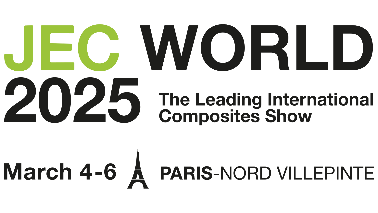 JEC WORLD
2025
The Leading International
Composites Show
March 4-6 PARIS-NORD VILLEPINTE